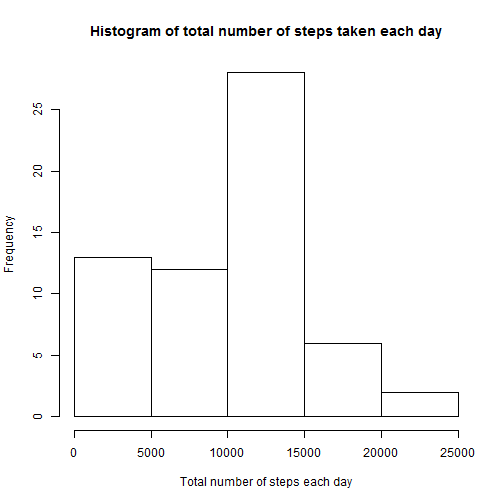 Histogram of total number of steps taken each day
Frequency
25
20
15
10
5
0
0 5000 10000 15000 20000 25000
Total number of steps each day